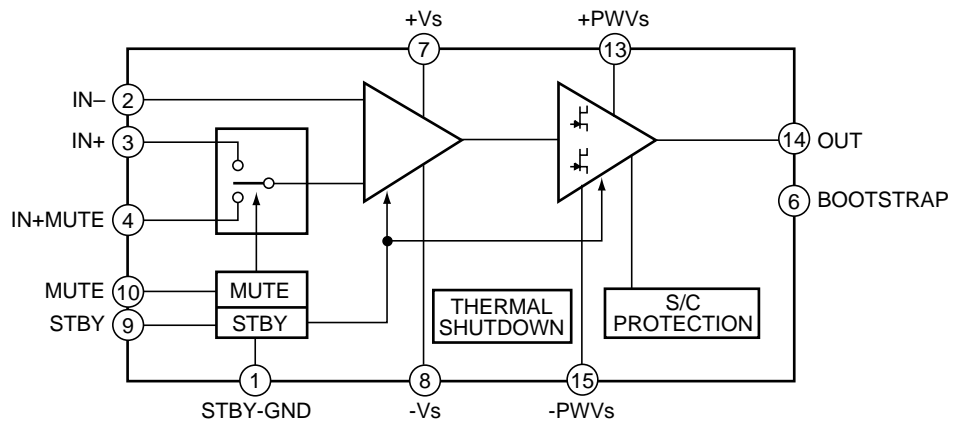 +Vs
+PWVs
7
13
IN–
2
IN+
3
14
OUT
6
BOOTSTRAP
IN+MUTE
4
MUTE
10
MUTE
STBY
9
STBY
THERMAL
SHUTDOWN
S/C
PROTECTION
1
8
15
STBY-GND
-Vs
-PWVs